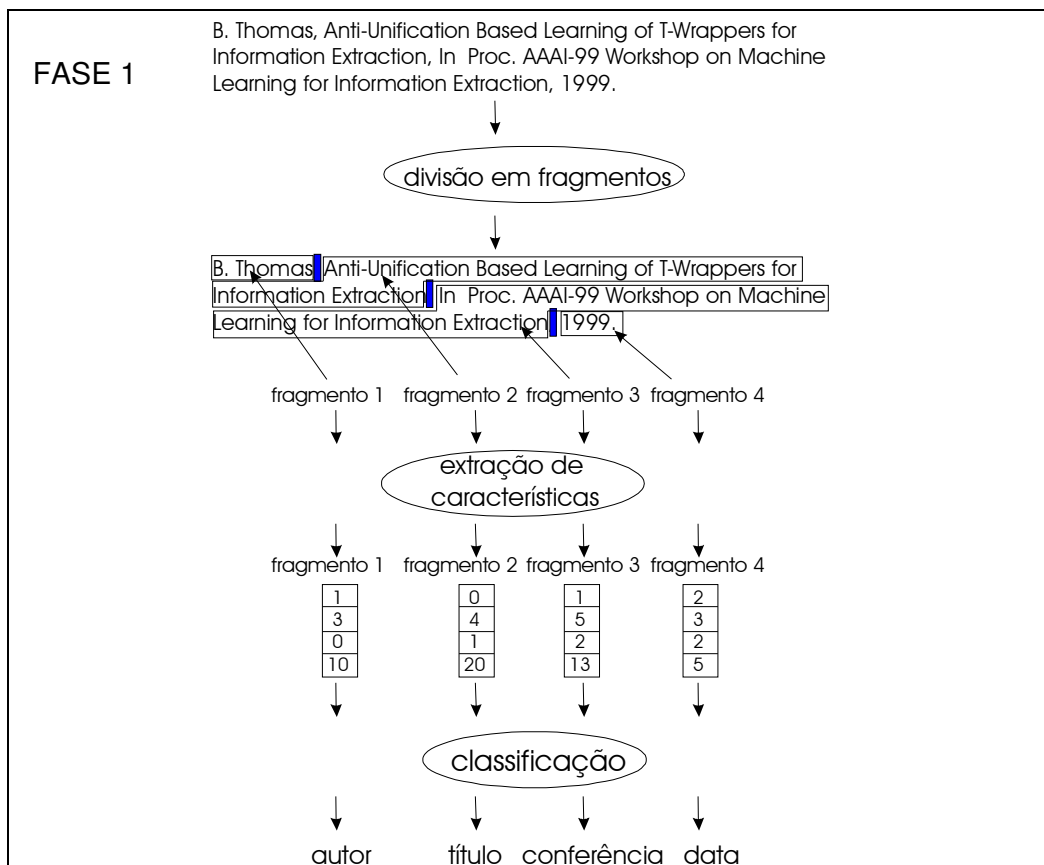 FASE 1
B. Thomas, Anti-Unification Based Learning of T-Wrappers for
Information Extraction, In Proc. AAAI-99 Workshop on Machine
Learning for Information Extraction, 1999.
divisão em fragmentos
B. Thomas Anti-Unification Based Learning of T-Wrappers for
Information Extraction In Proc. AAAI-99 Workshop on Machine
Learning for Information Extraction 1999.
fragmento 1 fragmento 2 fragmento 3 fragmento 4
extração de
característíficas
fragmento 1 fragmento 2 fragmento 3 fragmento 4
1 0 1 2
3 4 5 3
0 1 2 2
10 20 13 5
classificação
autor título conferência data